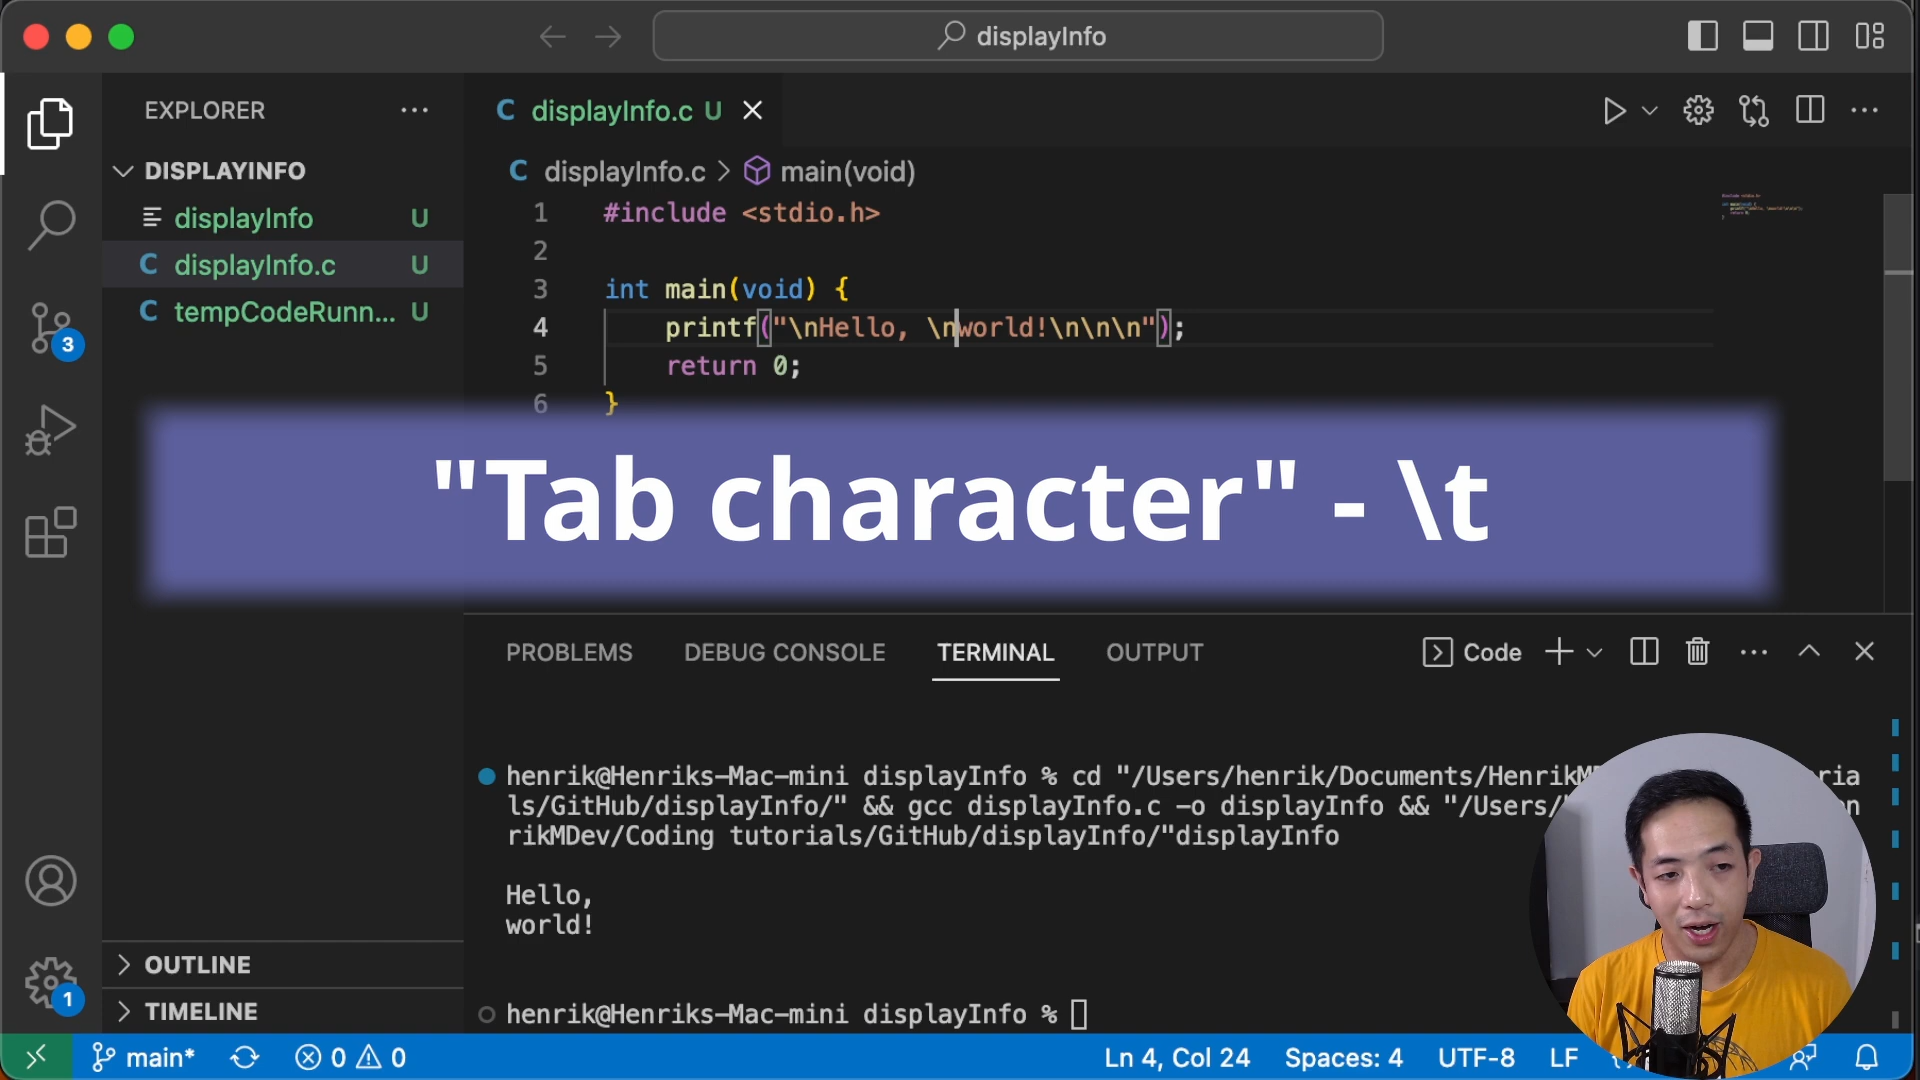 displayInfo
EXPLORER
displayInfo.c U
DISPLAYINFO
displayInfo U
displayInfo.c U
tempCodeRunn... U
3
displayInfo.c > main(void)
1 #include <stdio.h>
2
3 int main(void) {
4 printf("\nHello, \nworld!\n\n\n");
5 return 0;
6 }
"Tab character" - \t
PROBLEMS DEBUG CONSOLE TERMINAL OUTPUT Code
henrik@Henriks-Mac-mini displayInfo % cd "/Users/henrik/Documents/HenrikM ria
ls/GitHub/displayInfo/" && gcc displayInfo.c -o displayInfo && "/Users/ n
rikMDev/Coding tutorials/GitHub/displayInfo/"displayInfo
Hello,
world!
henrik@Henriks-Mac-mini displayInfo %
OUTLINE
TIMELINE
1
main* 0 0 Ln 4, Col 24 Spaces: 4 UTF-8 LF